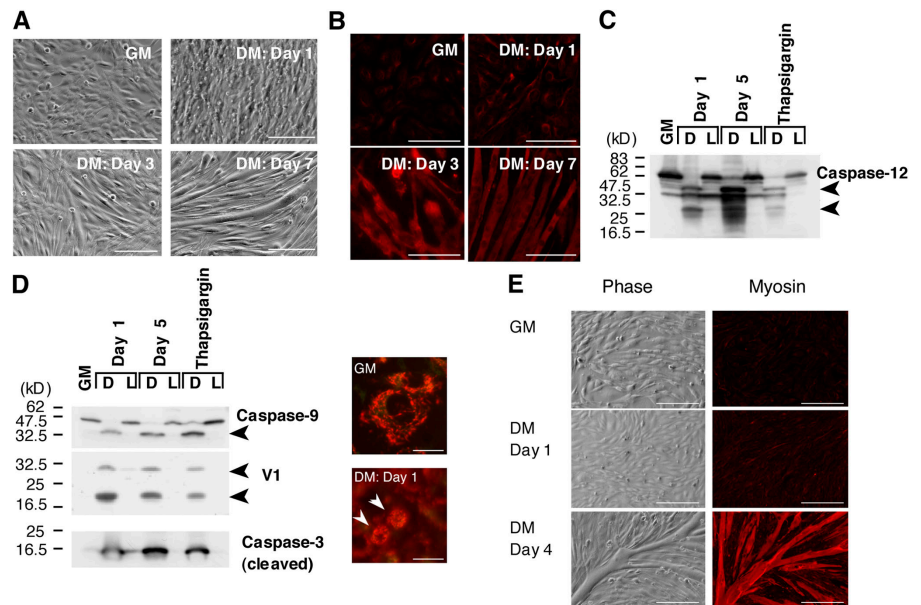 A
GM
DM: Day 1
DM: Day 3
DM: Day 7
B
GM
DM: Day 1
DM: Day 3
DM: Day 7
C
GM
Day 1
Day 5
Thapsigargin
D L D L D L
(kD)
83
62
47.5
32.5
25
16.5
Caspase-12
D
GM
Day 1
Day 5
Thapsigargin
D L D L D L
(kD)
62
47.5
32.5
Caspase-9
32.5
16.5
V1
25
16.5
Caspase-3
(cleaved)
GM
DM: Day 1
E
Phase Myosin
GM
DM
Day 1
DM
Day 4